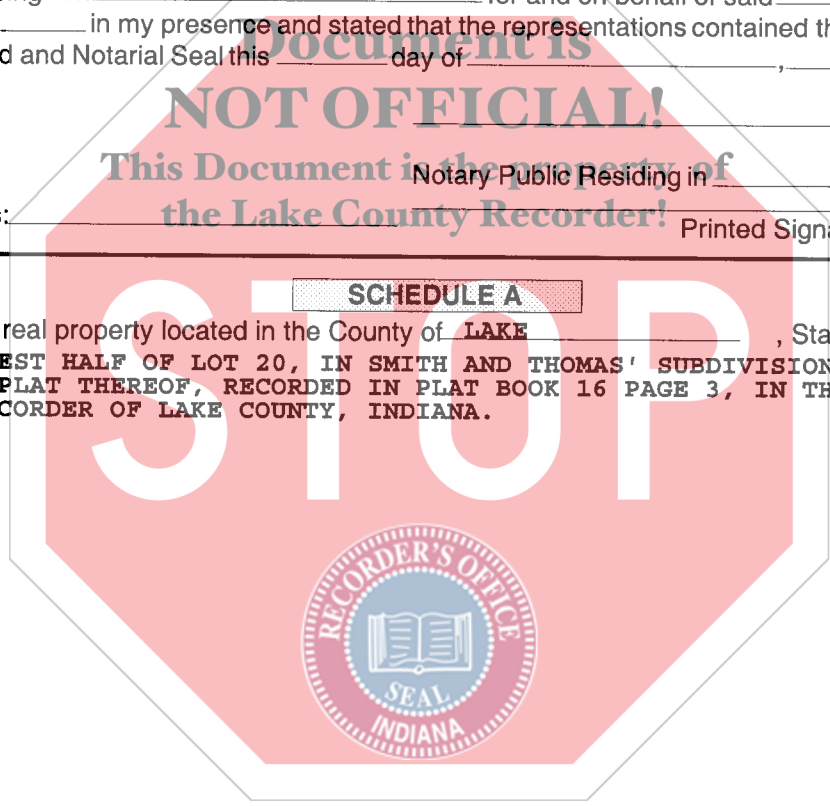 for and on behalf of said
in my presence and stated that the representations contained
d and Notarial Seal this day of ,
Document is
NOT OFFICIAL!
This Document is the property of
Notary Public Residing in
the Lake County Recorder!
Printed
SCHEDULE A
real property located in the County of LAKE , Sta
EST HALF OF LOT 20, IN SMITH AND THOMAS' SUBDIVISION
PLAT THEREOF, RECORDED IN PLAT BOOK 16 PAGE 3, IN TH
CORDER OF LAKE COUNTY, INDIANA.
STOP
RECORDER'S OFFICE
SEAL
INDIANA